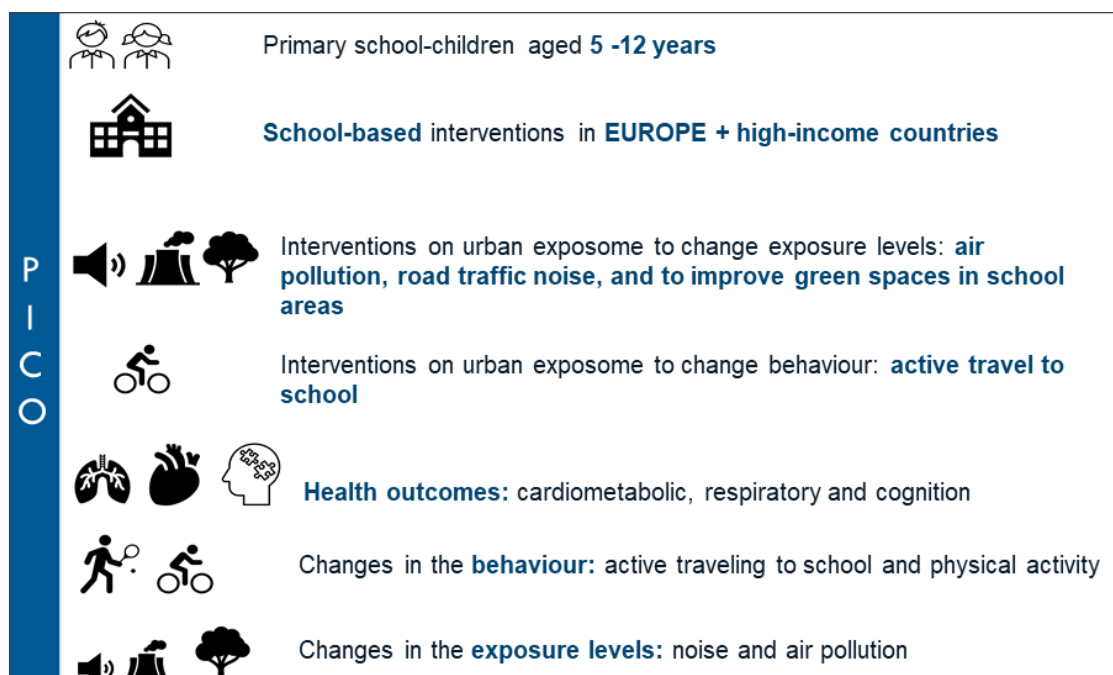 Primary school-children aged 5 -12 years
School-based interventions in EUROPE + high-income countries
P
I
C
O
Interventions on urban exposome to change exposure levels: air
pollution, road traffic noise, and to improve green spaces in school
areas
Interventions on urban exposome to change behaviour: active travel to
school
Health outcomes: cardiometabolic, respiratory and cognition
Changes in the behaviour: active traveling to school and physical activity
Changes in the exposure levels: noise and air pollution